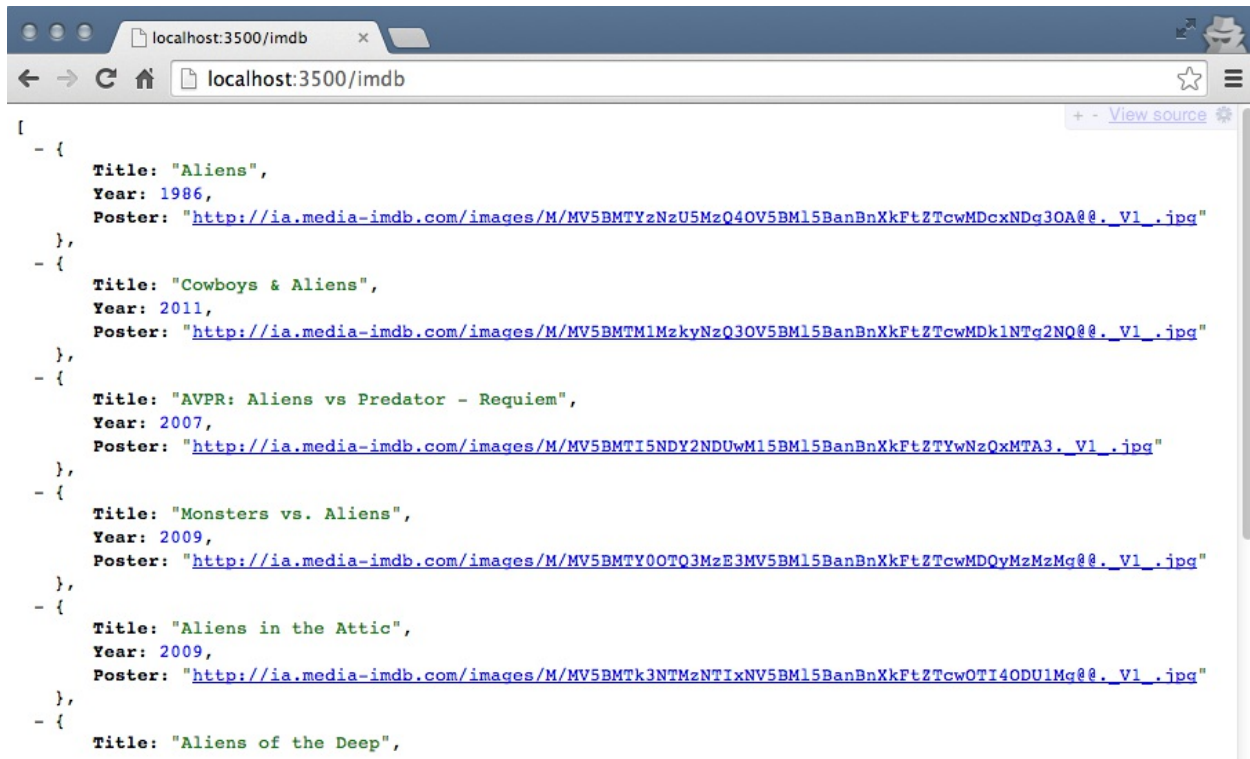 localhost:3500/imdb
localhost:3500/imdb
+ - View source
[
- {
Title: "Aliens",
Year: 1986,
Poster: "http://ia.media-imdb.com/images/M/MV5BMTYzNzU5MzQ4OV5BMl5BanBnXkFtZTcwMDcxNDg3OA@@._V1_.jpg"
},
- {
Title: "Cowboys & Aliens",
Year: 2011,
Poster: "http://ia.media-imdb.com/images/M/MV5BMTM1MzkyNzQ3OV5BMl5BanBnXkFtZTcwMDk1NTg2NQ@@._V1_.jpg"
},
- {
Title: "AVPR: Aliens vs Predator - Requiem",
Year: 2007,
Poster: "http://ia.media-imdb.com/images/M/MV5BMTI5NDY2NDUwM15BMl5BanBnXkFtZTYwNzQxMTA3._V1_.jpg"
},
- {
Title: "Monsters vs. Aliens",
Year: 2009,
Poster: "http://ia.media-imdb.com/images/M/MV5BMTY0OTQ3MzE3MV5BMl5BanBnXkFtZTcwMDQyMzMzMg@@._V1_.jpg"
},
- {
Title: "Aliens in the Attic",
Year: 2009,
Poster: "http://ia.media-imdb.com/images/M/MV5BMTk3NTMzNTIxNV5BMl5BanBnXkFtZTcwOTI4ODU1Mg@@._V1_.jpg"
},
- {
Title: "Aliens of the Deep",